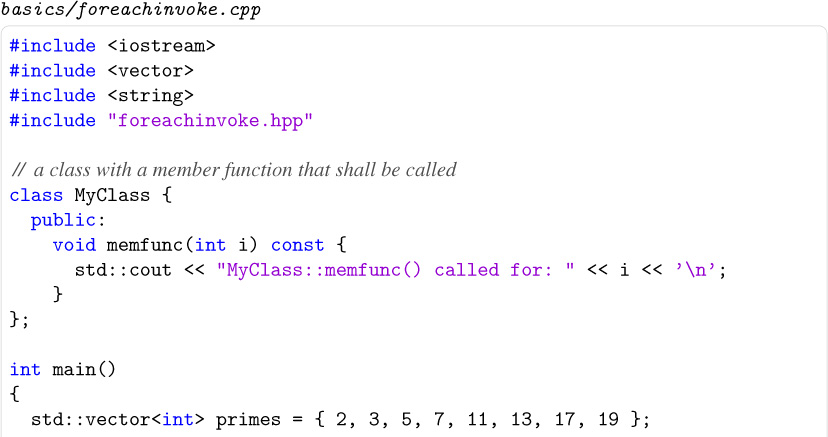 basics/foreachinvoke.cpp
#include <iostream>
#include <vector>
#include <string>
#include "foreachinvoke.hpp"
// a class with a member function that shall be called
class MyClass {
  public:
    void memfunc(int i) const {
      std::cout << "MyClass::memfunc() called for: " << i << '\n';
    }
};
int main()
{
  std::vector<int> primes = { 2, 3, 5, 7, 11, 13, 17, 19 };